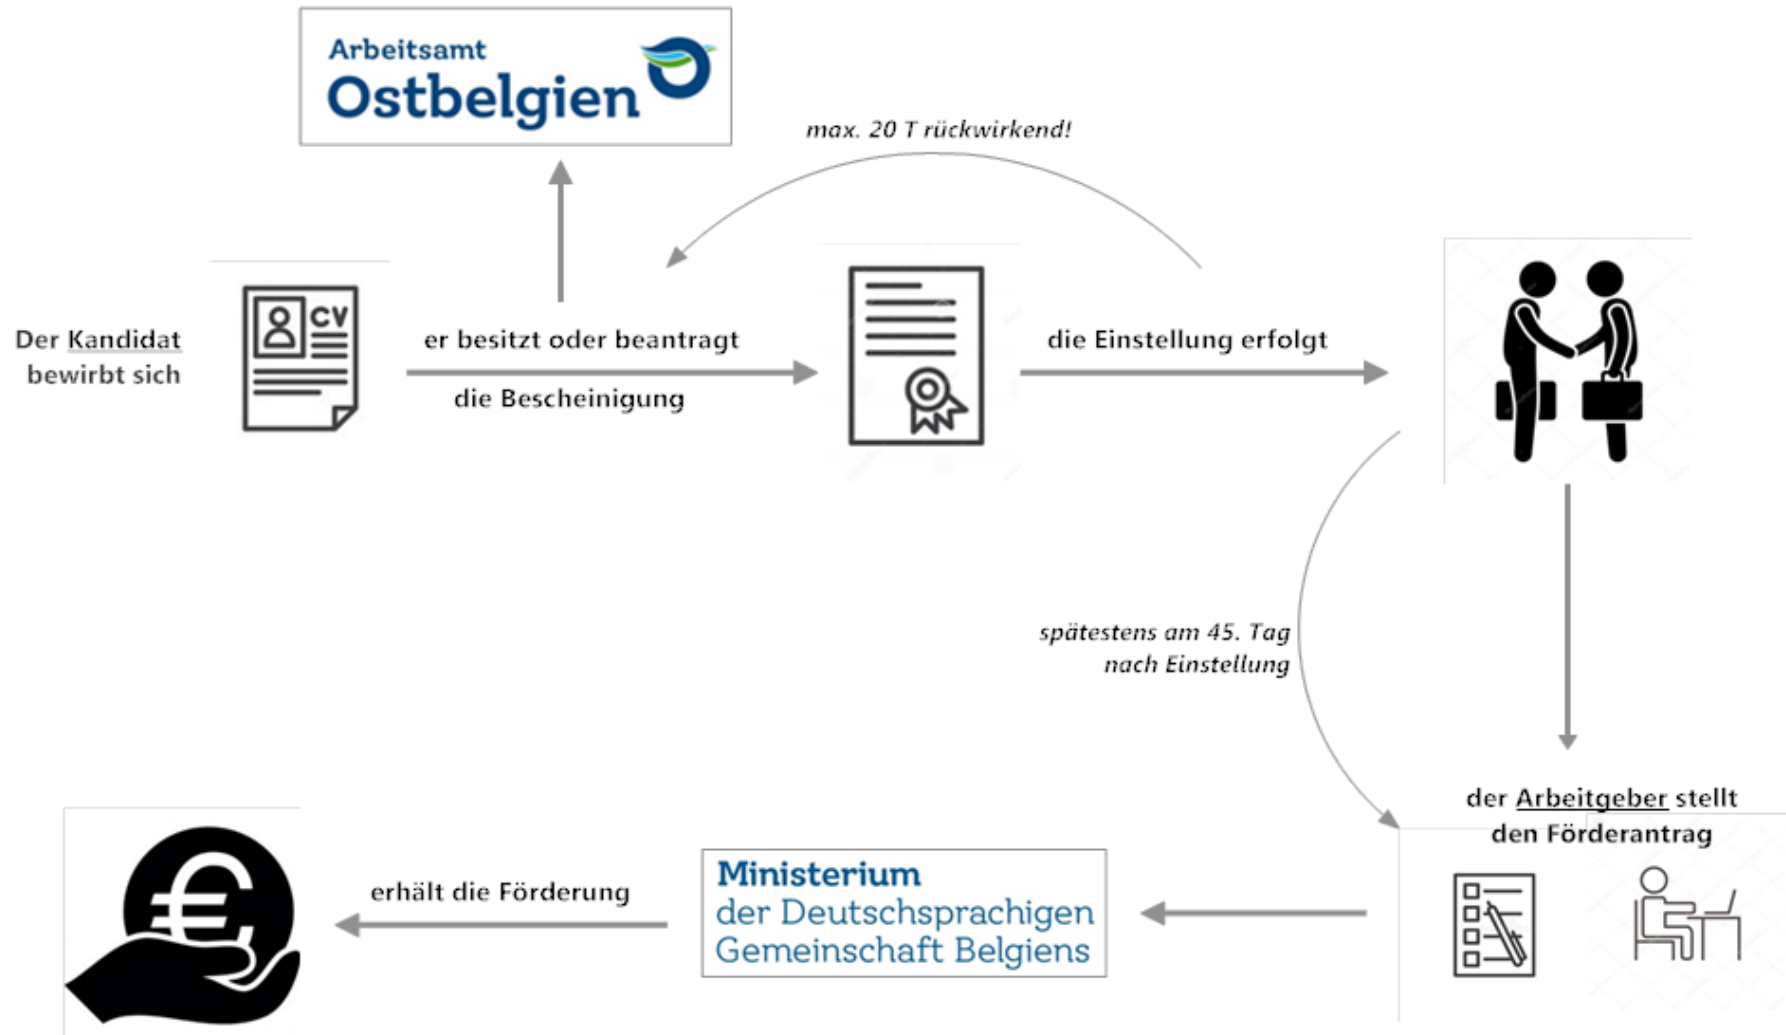 Arbeitsamt
Ostbelgien
max. 20 T rückwirkend!
Der Kandidat
bewirbt sich
CV
er besitzt oder beantragt
die Bescheinigung
die Einstellung erfolgt
spätestens am 45. Tag
nach Einstellung
der Arbeitgeber stellt
den Förderantrag
Ministerium
der Deutschsprachigen
Gemeinschaft Belgiens
erhält die Förderung
€